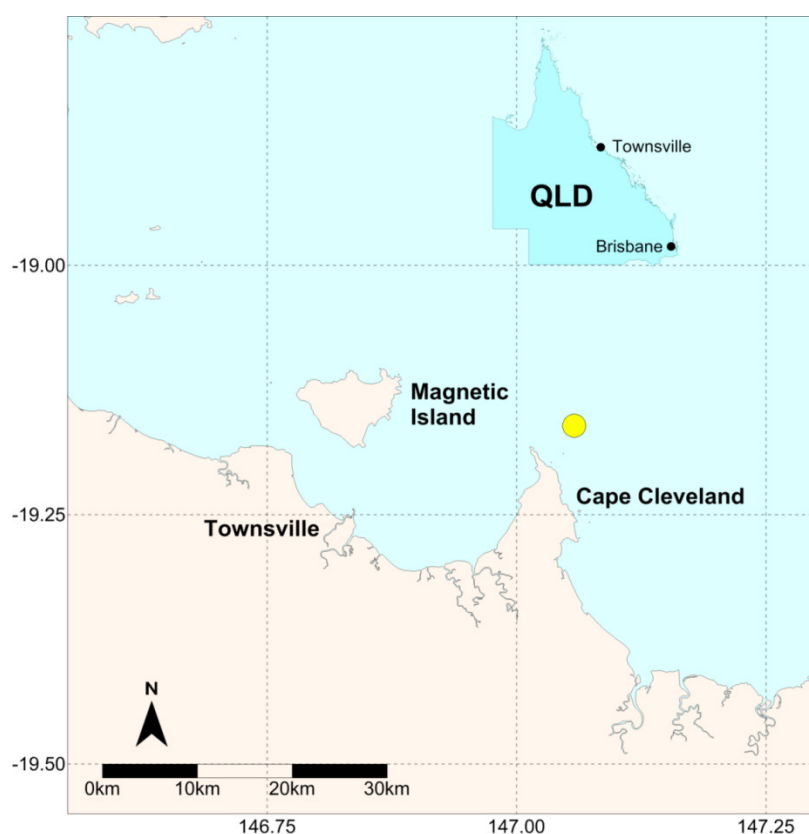 Townsville
QLD
Brisbane
-19.00
Magnetic
Island
Cape Cleveland
-19.25
Townsville
N
-19.50
0km 10km 20km 30km
146.75 147.00 147.25